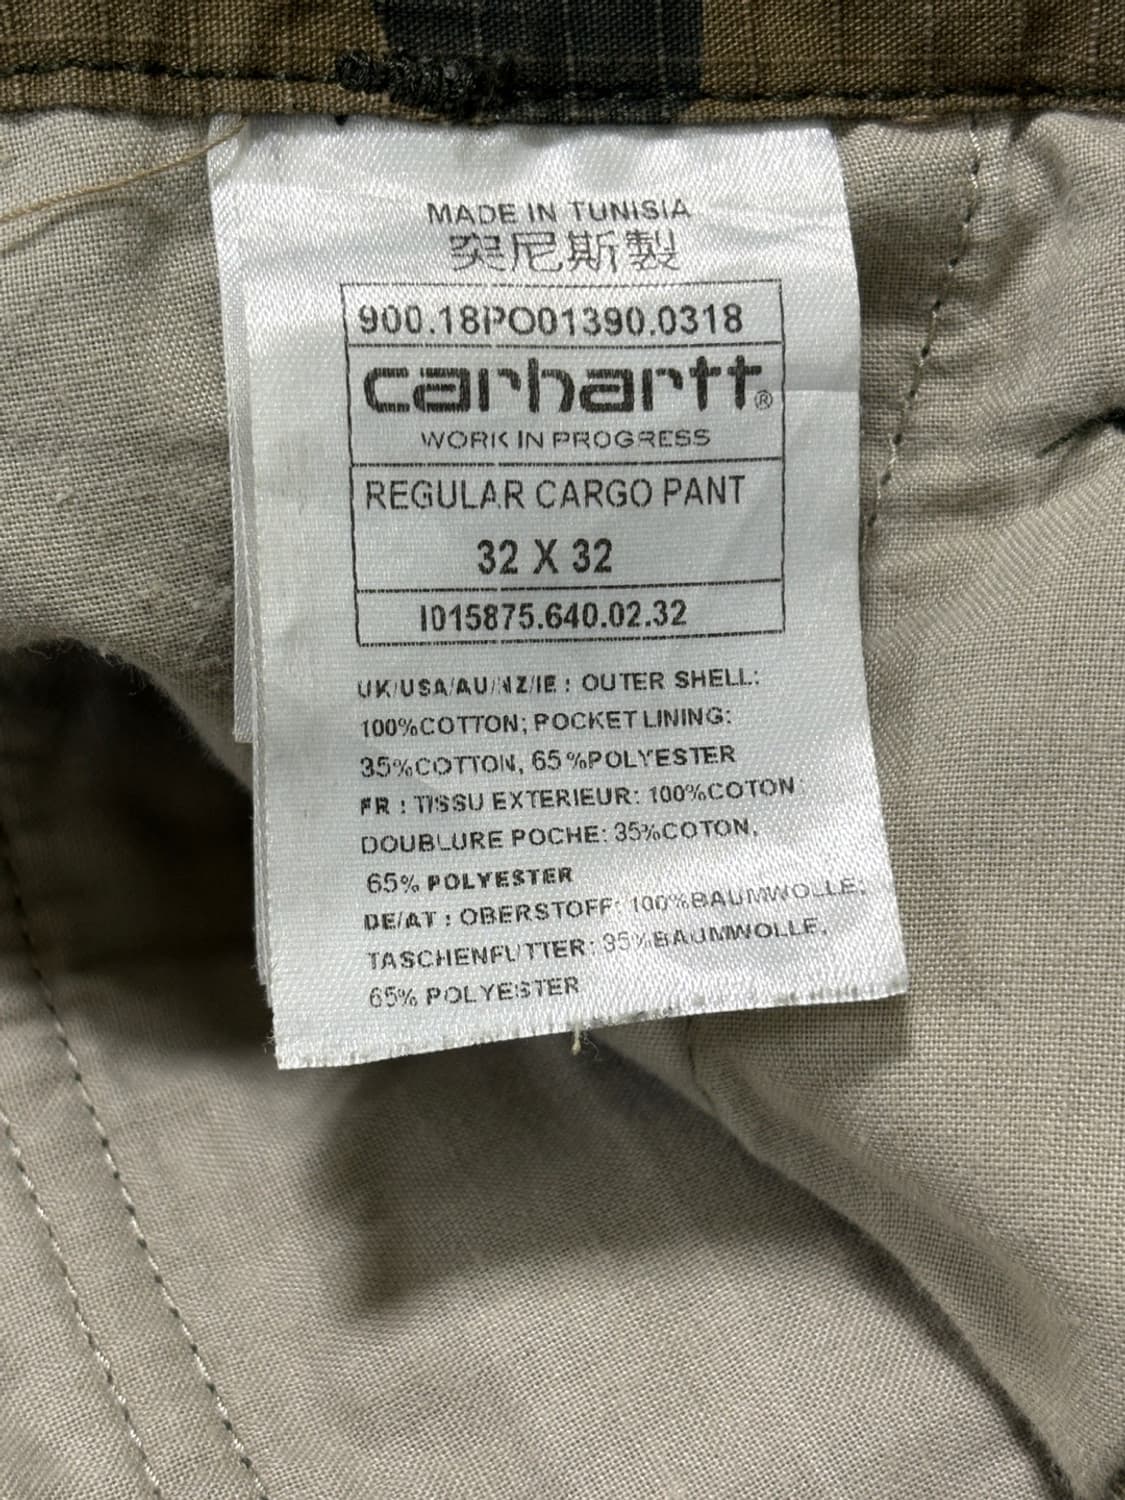 MADE IN TUNISIA
突尼斯製
900.18PO01390.0318
carhartt®
WORK IN PROGRESS
REGULAR CARGO PANT
32 X 32
I015875.640.02.32
UK/USA/AU/NZ/IE : OUTER SHELL:
100%COTTON; POCKET LINING:
35%COTTON, 65%POLYESTER
FR : TISSU EXTERIEUR: 100%COTON;
DOUBLURE POCHE: 35%COTON,
65% POLYESTER
DE/AT : OBERSTOFF: 100%BAUMWOLLE;
TASCHENFUTTER: 35%BAUMWOLLE,
65% POLYESTER